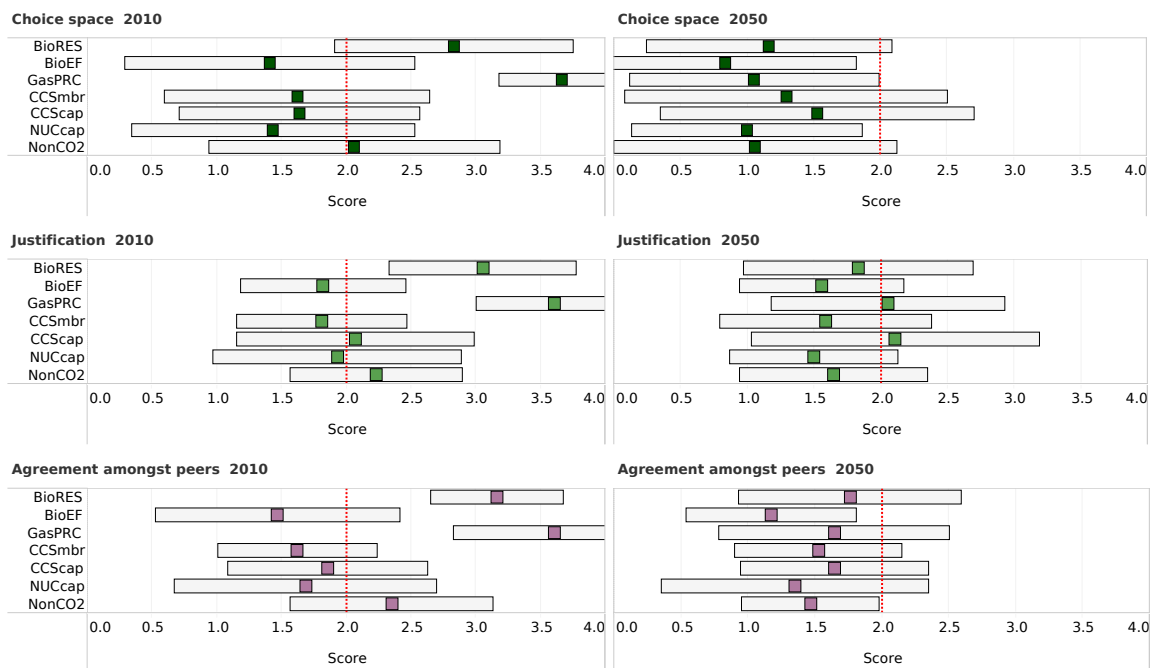 Choice space 2010
Choice space 2050
BioRES
BioEF
GasPRC
CCSmbr
CCScap
NUCcap
NonCO2
0.0 0.5 1.0 1.5 2.0 2.5 3.0 3.5 4.0
0.0 0.5 1.0 1.5 2.0 2.5 3.0 3.5 4.0
Score
Score
Justification 2010
Justification 2050
BioRES
BioEF
GasPRC
CCSmbr
CCScap
NUCcap
NonCO2
0.0 0.5 1.0 1.5 2.0 2.5 3.0 3.5 4.0
0.0 0.5 1.0 1.5 2.0 2.5 3.0 3.5 4.0
Score
Score
Agreement amongst peers 2010
Agreement amongst peers 2050
BioRES
BioEF
GasPRC
CCSmbr
CCScap
NUCcap
NonCO2
0.0 0.5 1.0 1.5 2.0 2.5 3.0 3.5 4.0
0.0 0.5 1.0 1.5 2.0 2.5 3.0 3.5 4.0
Score
Score